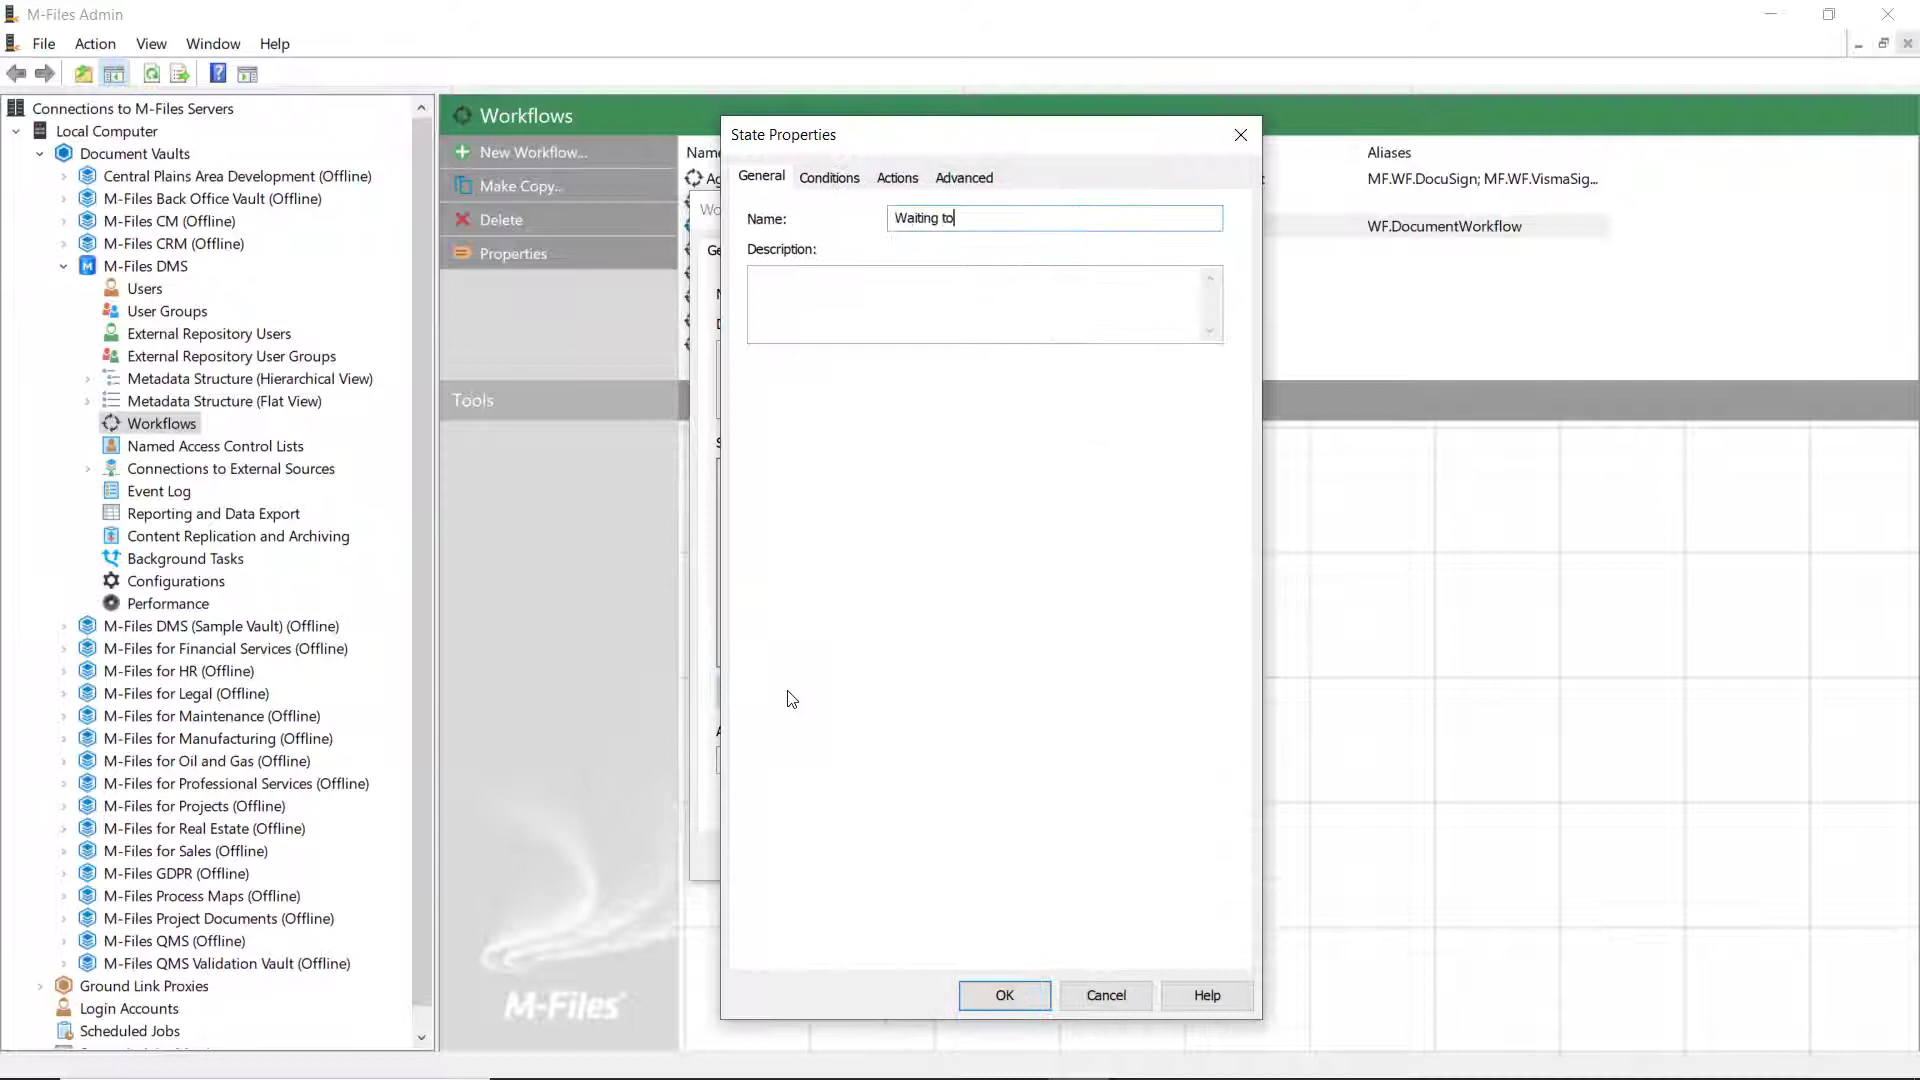 M-Files Admin
File Action View Window Help
Connections to M-Files Servers
Local Computer
Document Vaults
Central Plains Area Development (Offline)
M-Files Back Office Vault (Offline)
M-Files CM (Offline)
M-Files CRM (Offline)
M-Files DMS
Users
User Groups
External Repository Users
External Repository User Groups
Metadata Structure (Hierarchical View)
Metadata Structure (Flat View)
Workflows
Named Access Control Lists
Connections to External Sources
Event Log
Reporting and Data Export
Content Replication and Archiving
Background Tasks
Configurations
Performance
M-Files DMS (Sample Vault) (Offline)
M-Files for Financial Services (Offline)
M-Files for HR (Offline)
M-Files for Legal (Offline)
M-Files for Maintenance (Offline)
M-Files for Manufacturing (Offline)
M-Files for Oil and Gas (Offline)
M-Files for Professional Services (Offline)
M-Files for Projects (Offline)
M-Files for Real Estate (Offline)
M-Files for Sales (Offline)
M-Files GDPR (Offline)
M-Files Process Maps (Offline)
M-Files Project Documents (Offline)
M-Files QMS (Offline)
M-Files QMS Validation Vault (Offline)
Ground Link Proxies
Login Accounts
Scheduled Jobs
Workflows
New Workflow...
Make Copy...
Delete
Properties
Tools
M-Files
Aliases
MF.WF.DocuSign; MF.WF.VismaSig...
WF.DocumentWorkflow
State Properties
General Conditions Actions Advanced
Name: Waiting to
Description:
OK Cancel Help